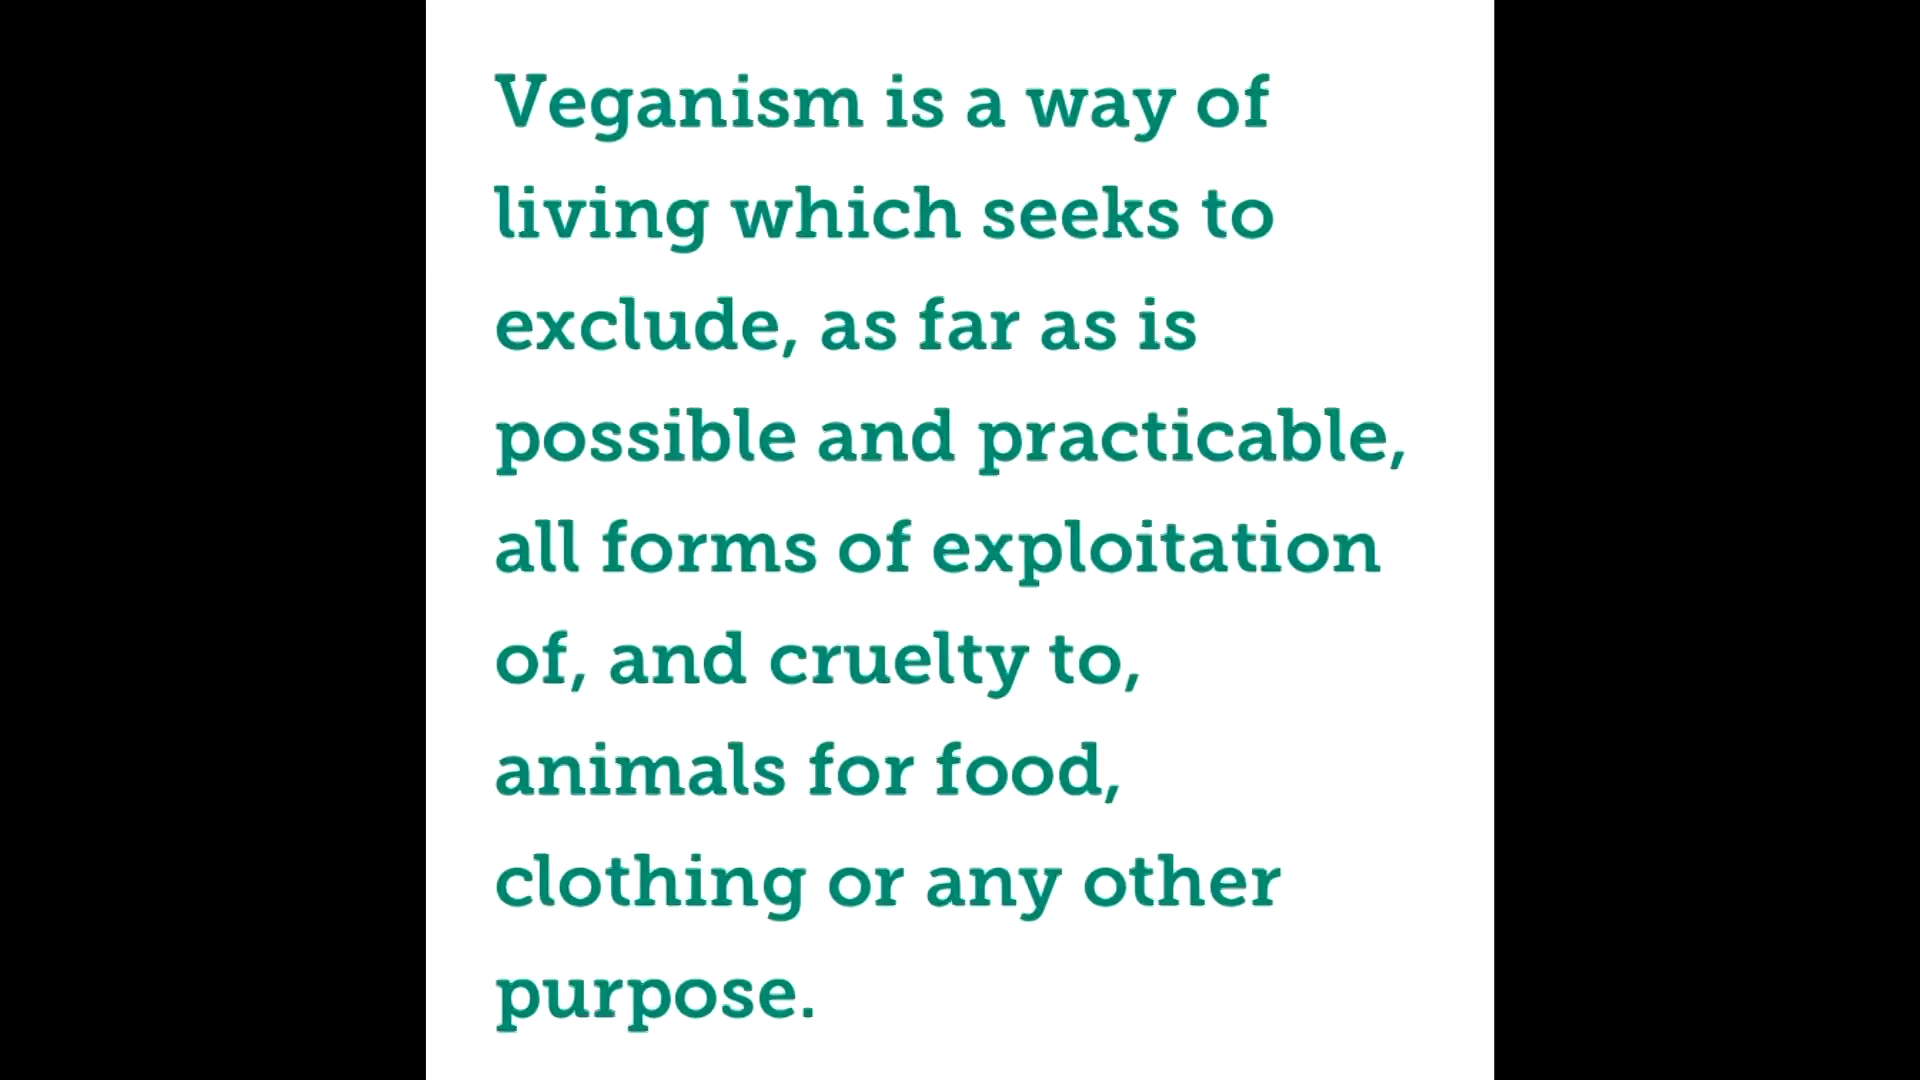 Veganism is a way of
living which seeks to
exclude, as far as is
possible and practicable,
all forms of exploitation
of, and cruelty to,
animals for food,
clothing or any other
purpose.